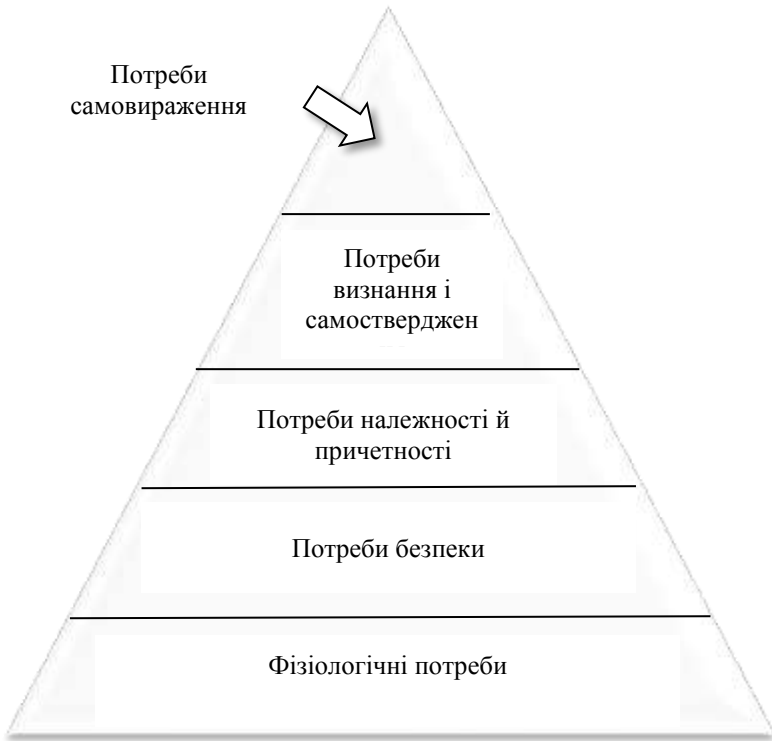 Потреби
самовираження
Потреби
визнання і
самостверджен
Потреби належності й
причетності
Потреби безпеки
Фізіологічні потреби